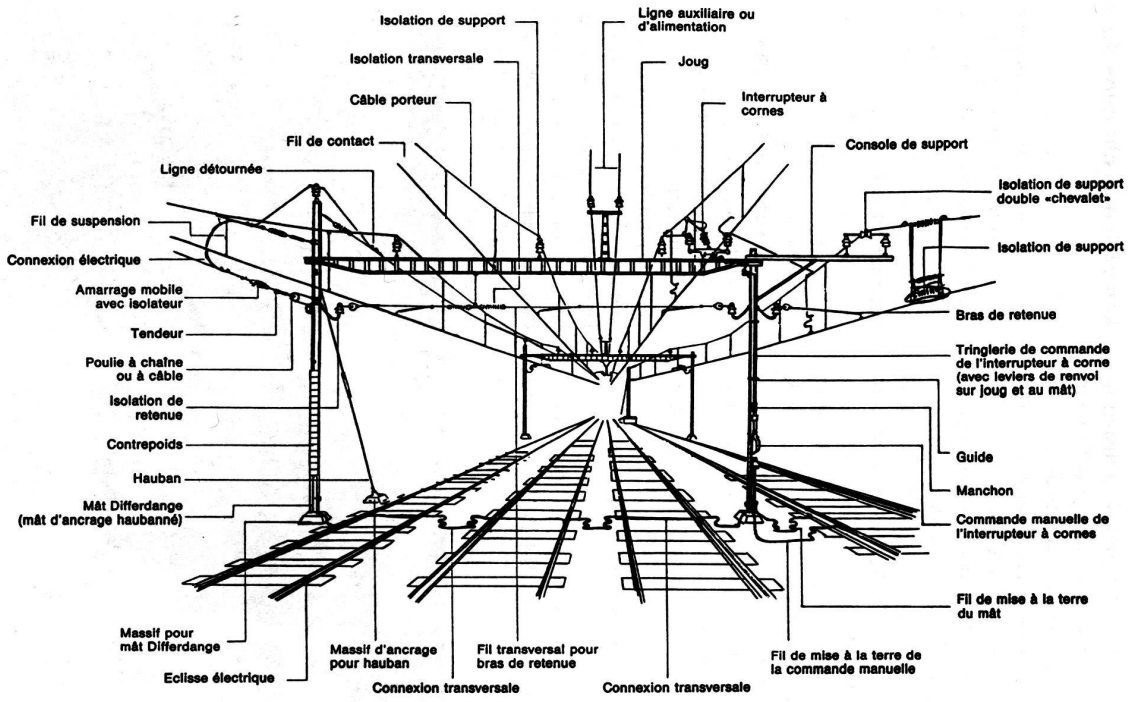 Isolation de support
Ligne auxiliaire ou
d'alimentation
Isolation transversale
Joug
Câble porteur
Interrupteur à
cornes
Fil de contact
Console de support
Ligne détournée
Isolation de support
double «chevalet»
Fil de suspension
Isolation de support
Connexion électrique
Amarrage mobile
avec isolateur
Bras de retenue
Tendeur
Tringlerie de commande
de l'interrupteur à corne
(avec leviers de renvoi
sur joug et au mât)
Poulie à chaîne
ou à câble
Isolation de
retenue
Contrepoids
Guide
Hauban
Manchon
Mât Differdange
(mât d'ancrage haubanné)
Commande manuelle de
l'interrupteur à cornes
Fil de mise à la terre
du mât
Massif pour
mât Differdange
Massif d'ancrage
pour hauban
Fil transversal pour
bras de retenue
Fil de mise à la terre de
la commande manuelle
Eclisse électrique
Connexion transversale
Connexion transversale